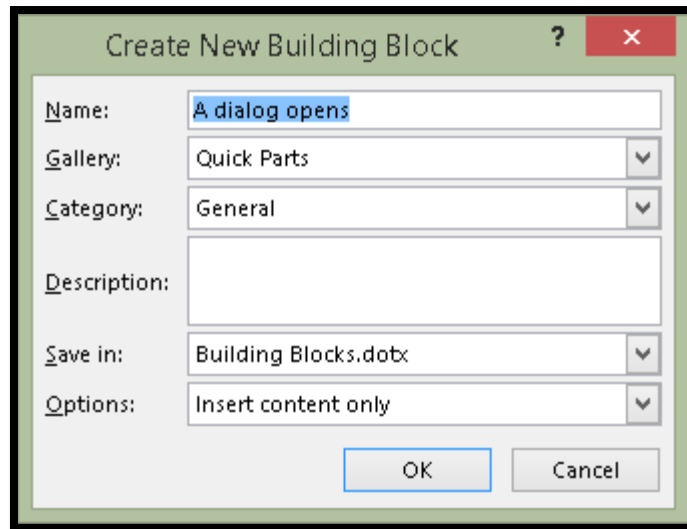 Create New Building Block ?
Name: A dialog opens
Gallery: Quick Parts
Category: General
Description:
Save in: Building Blocks.dotx
Options: Insert content only
OK Cancel